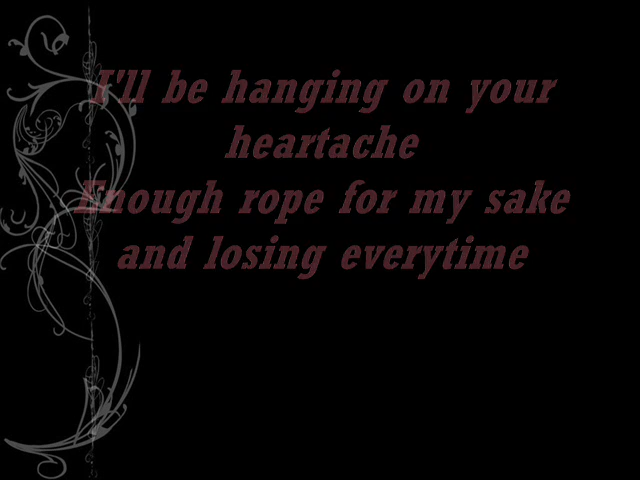 I'll be hanging on your
heartache
Enough rope for my sake
and losing everytime